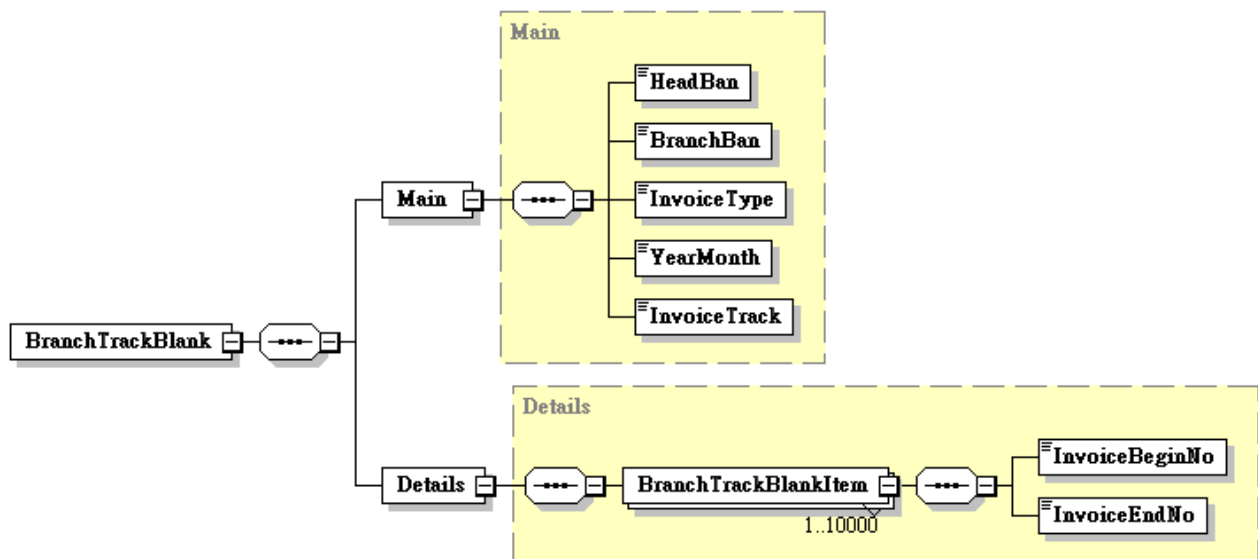 Main
HeadBan
BranchBan
InvoiceType
YearMonth
InvoiceTrack
Main
BranchTrackBlank
Details
Details
BranchTrackBlankItem
1..10000
InvoiceBeginNo
InvoiceEndNo